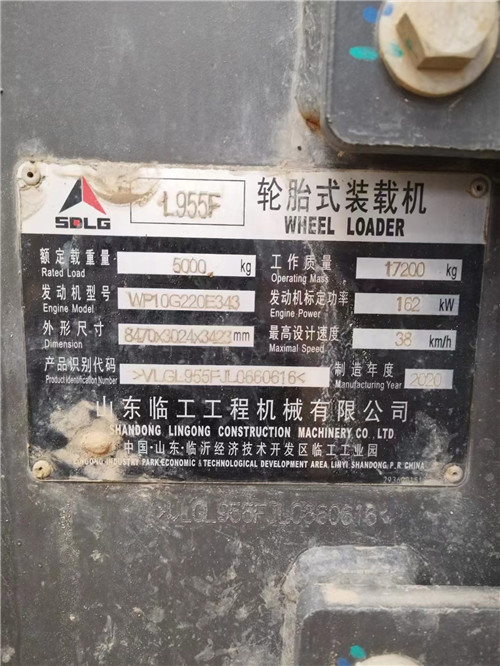 SDLG
L955F
轮胎式装载机
WHEEL LOADER
额定载重量 5000 kg 工作质量 17200 kg
Rated Load Operating Mass
发动机型号 WP10G220E343 发动机标定功率 162 kW
Engine Model Engine Power
外形尺寸 8470x3024x3423 mm 最高设计速度 38 km/h
Dimension Maximal Speed
产品识别代码 >VLGL955FJL0660616< 制造年度 2020
Product Identification Number Manufacturing Year
山东临工工程机械有限公司
SHANDONG LINGONG CONSTRUCTION MACHINERY CO., LTD
中国·山东·临沂经济技术开发区临工工业园
LINGONG INDUSTRY PARK ECONOMIC & TECHNOLOGICAL DEVELOPMENT AREA, LINYI SHANDONG, P. R. CHINA
>VLGL955FJL0660616<